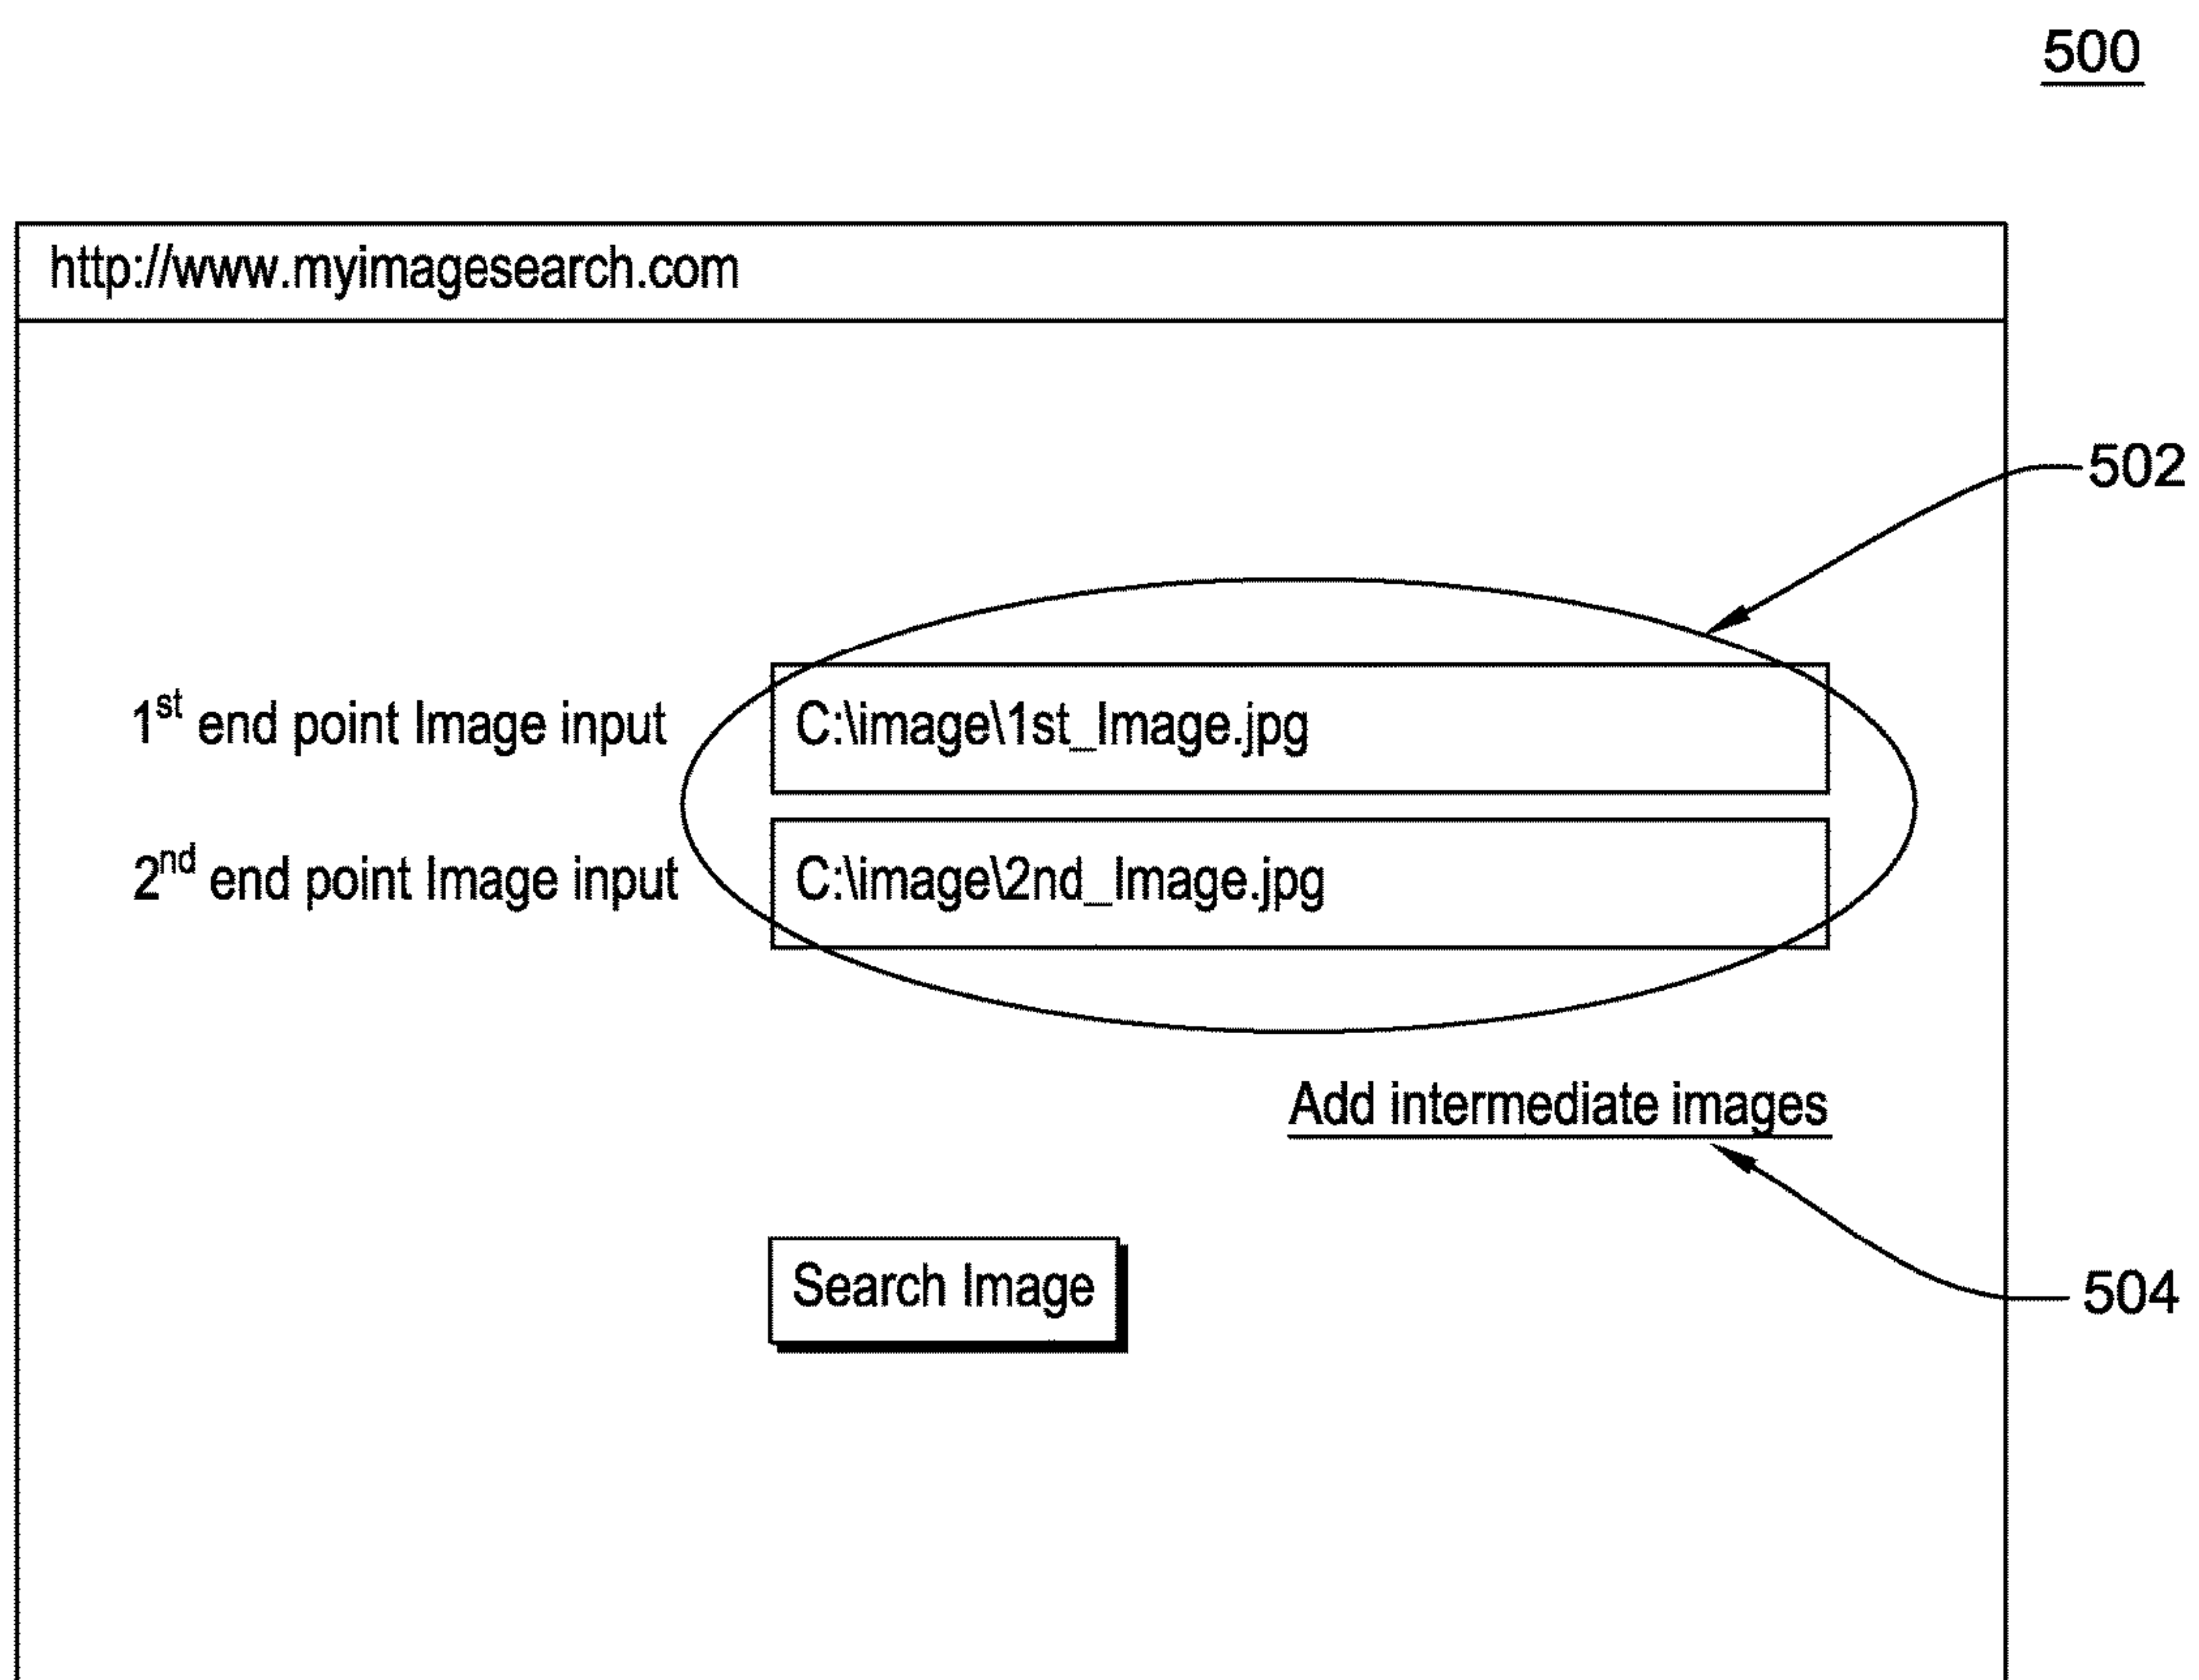 500
http://www.myimagesearch.com
502
1st end point Image input C:\image\1st_Image.jpg
2nd end point Image input C:\image\2nd_Image.jpg
Add intermediate images
Search Image
504